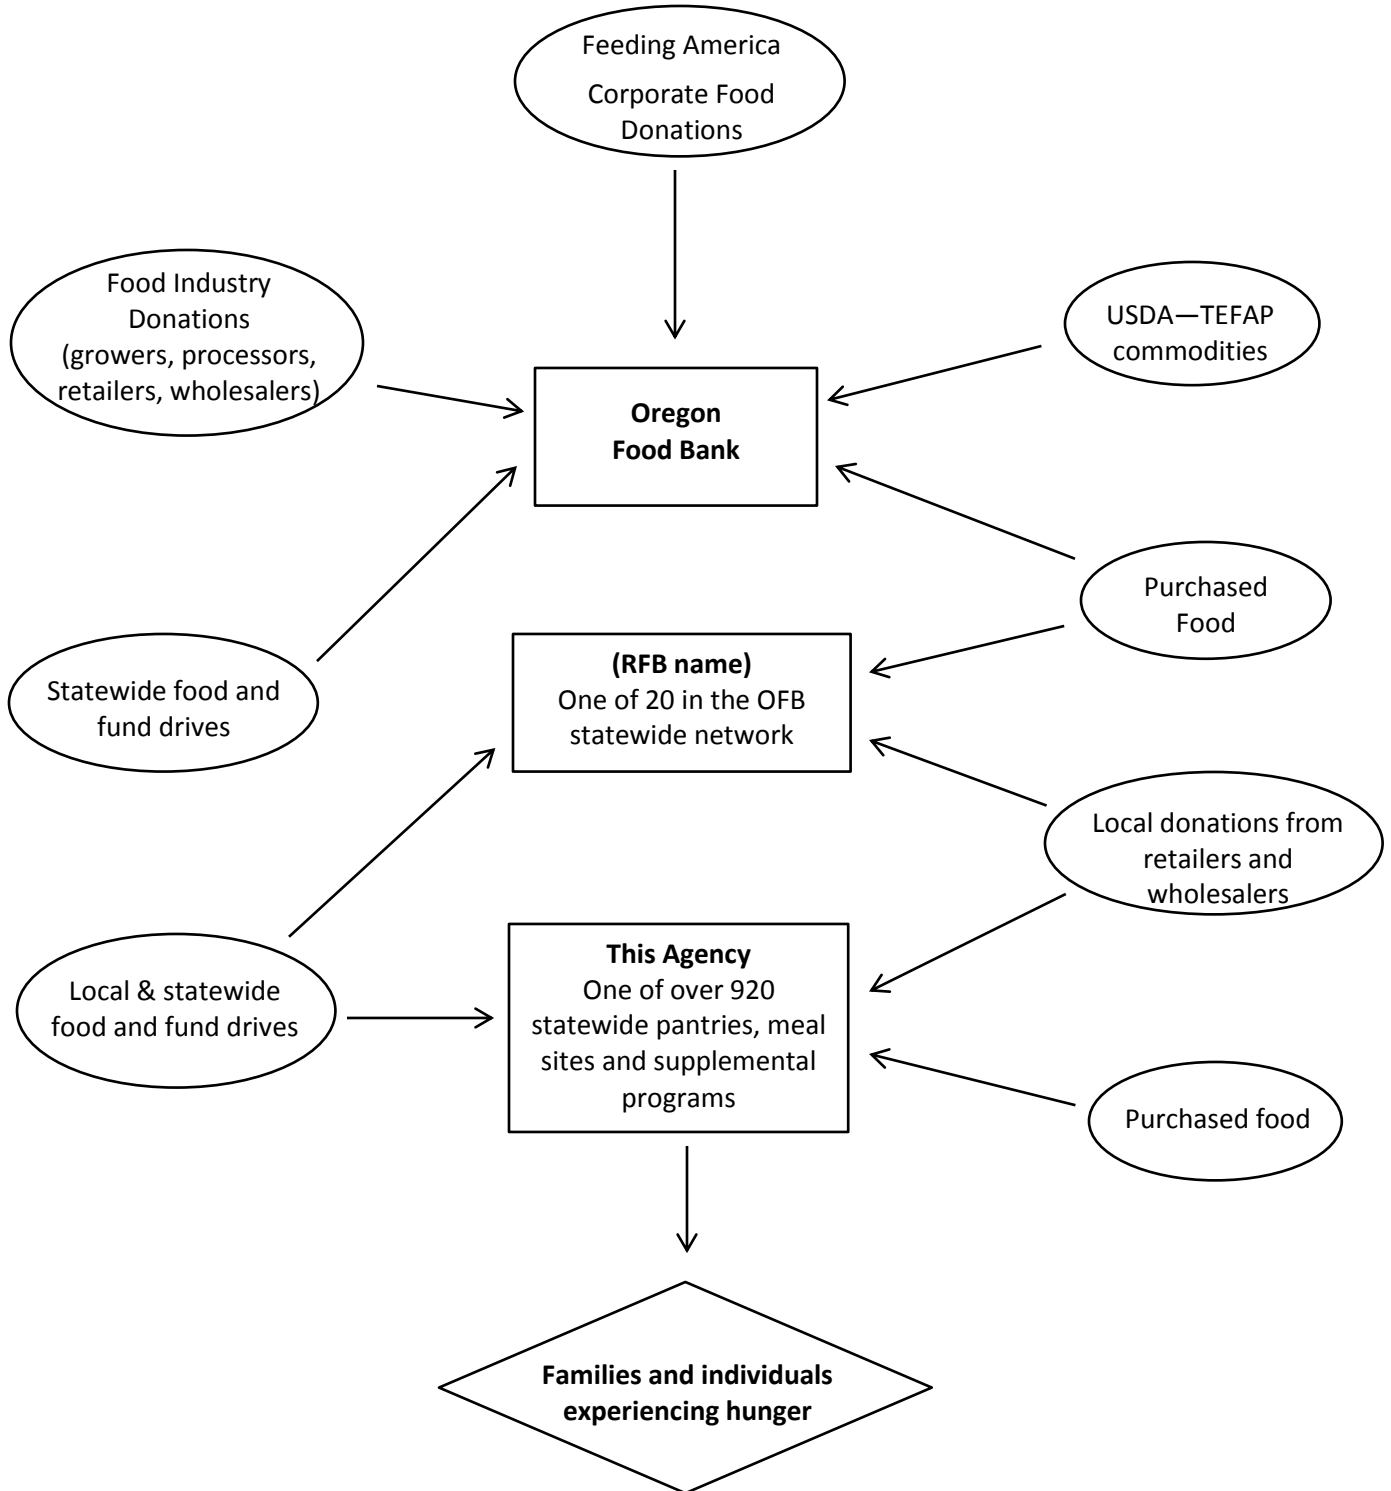 Feeding America
Corporate Food
Donations
Food Industry
Donations
(growers, processors,
retailers, wholesalers)
USDA—TEFAP
commodities
Oregon
Food Bank
Purchased
Food
Statewide food and
fund drives
(RFB name)
One of 20 in the OFB
statewide network
Local donations from
retailers and
wholesalers
Local & statewide
food and fund drives
This Agency
One of over 920
statewide pantries, meal
sites and supplemental
programs
Purchased food
Families and individuals
experiencing hunger